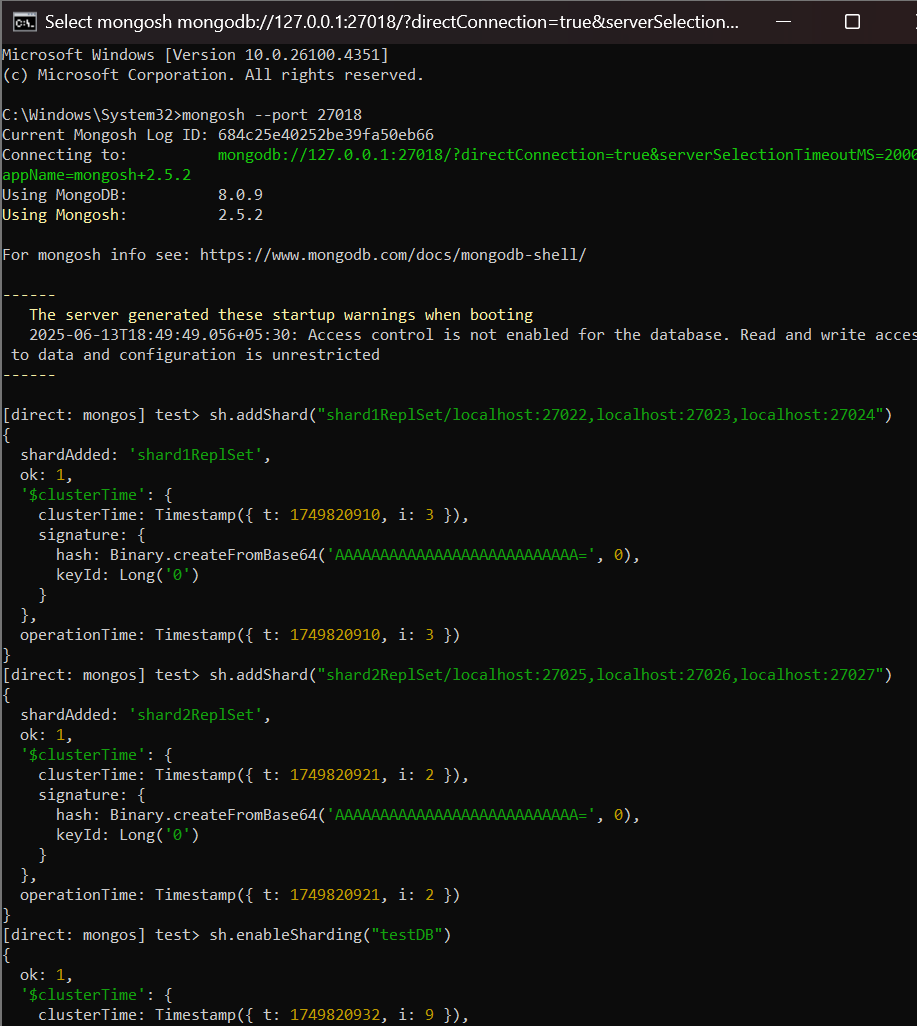 Select mongosh mongodb://127.0.0.1:27018/?directConnection=true&serverSelection...
Microsoft Windows [Version 10.0.26100.4351]
(c) Microsoft Corporation. All rights reserved.
C:\Windows\System32>mongosh --port 27018
Current Mongosh Log ID: 684c25e40252be39fa50eb66
Connecting to: mongodb://127.0.0.1:27018/?directConnection=true&serverSelectionTimeoutMS=2000
appName=mongosh+2.5.2
Using MongoDB: 8.0.9
Using Mongosh: 2.5.2
For mongosh info see: https://www.mongodb.com/docs/mongodb-shell/
------
The server generated these startup warnings when booting
2025-06-13T18:49:49.056+05:30: Access control is not enabled for the database. Read and write acces
to data and configuration is unrestricted
------
[direct: mongos] test> sh.addShard("shard1ReplSet/localhost:27022,localhost:27023,localhost:27024")
{
shardAdded: 'shard1ReplSet',
ok: 1,
'$clusterTime': {
clusterTime: Timestamp({ t: 1749820910, i: 3 }),
signature: {
hash: Binary.createFromBase64('AAAAAAAAAAAAAAAAAAAAAAAAAAA=', 0),
keyId: Long('0')
}
},
operationTime: Timestamp({ t: 1749820910, i: 3 })
}
[direct: mongos] test> sh.addShard("shard2ReplSet/localhost:27025,localhost:27026,localhost:27027")
{
shardAdded: 'shard2ReplSet',
ok: 1,
'$clusterTime': {
clusterTime: Timestamp({ t: 1749820921, i: 2 }),
signature: {
hash: Binary.createFromBase64('AAAAAAAAAAAAAAAAAAAAAAAAAAA=', 0),
keyId: Long('0')
}
},
operationTime: Timestamp({ t: 1749820921, i: 2 })
}
[direct: mongos] test> sh.enableSharding("testDB")
{
ok: 1,
'$clusterTime': {
clusterTime: Timestamp({ t: 1749820932, i: 9 }),